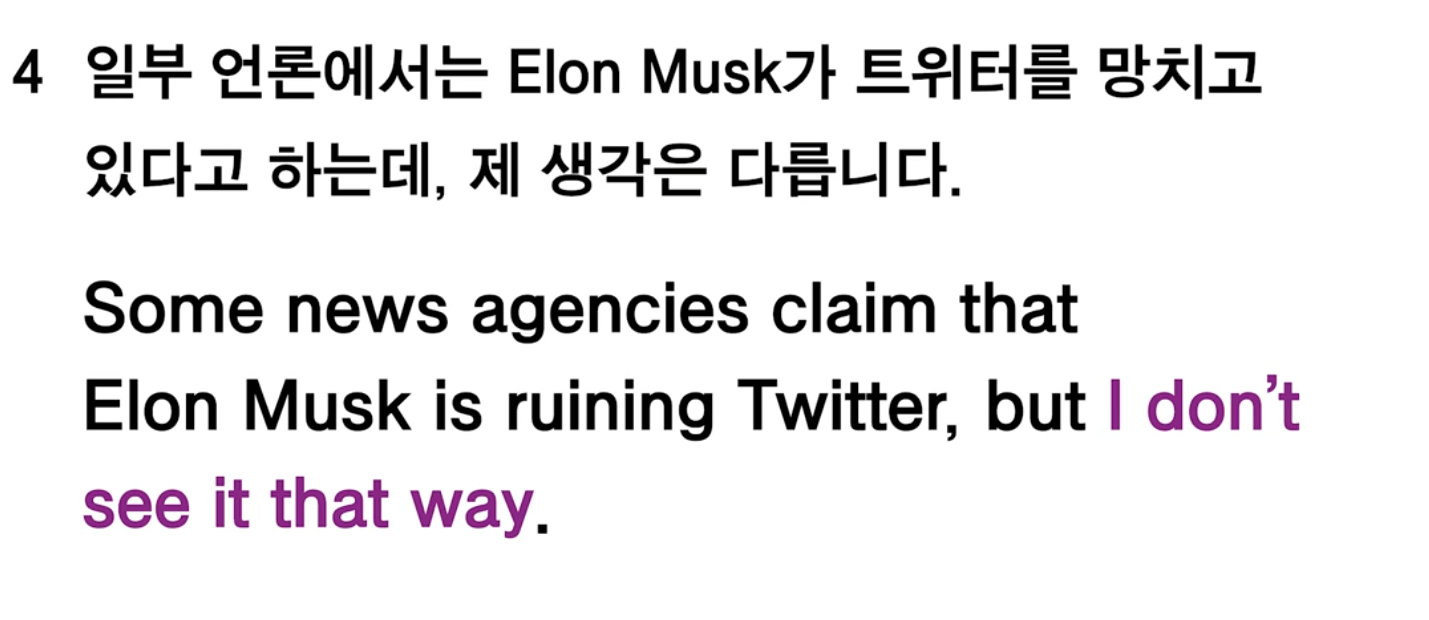 4 일부 언론에서는 Elon Musk가 트위터를 망치고
있다고 하는데, 제 생각은 다릅니다.
Some news agencies claim that
Elon Musk is ruining Twitter, but I don’t
see it that way.